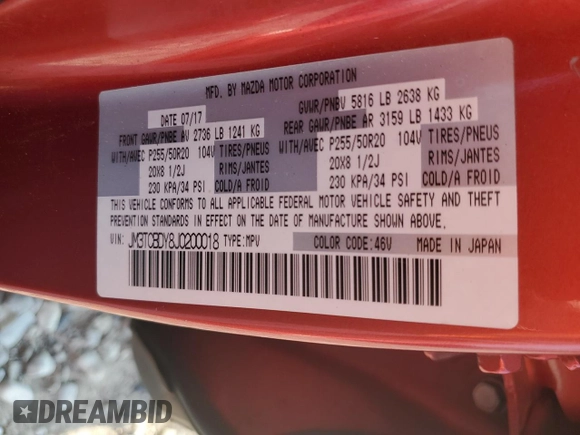 MFD. BY MAZDA MOTOR CORPORATION
DATE 07/17 GVWR/PNBV 5816 LB 2638 KG
FRONT GAWR/PNBE AV 2736 LB 1241 KG REAR GAWR/PNBE AR 3159 LB 1433 KG
WITH/AVEC P255/50R20 104V TIRES/PNEUS WITH/AVEC P255/50R20 104V TIRES/PNEUS
20X8 1/2J RIMS/JANTES 20X8 1/2J RIMS/JANTES
230 KPA/34 PSI COLD/A FROID 230 KPA/34 PSI COLD/A FROID
THIS VEHICLE CONFORMS TO ALL APPLICABLE FEDERAL MOTOR VEHICLE SAFETY AND THEFT
PREVENTION STANDARDS IN EFFECT ON THE DATE OF MANUFACTURE SHOWN ABOVE.
VIN: JM3TCBDY8J0200018 TYPE:MPV COLOR CODE:46V MADE IN JAPAN
DREAMBID